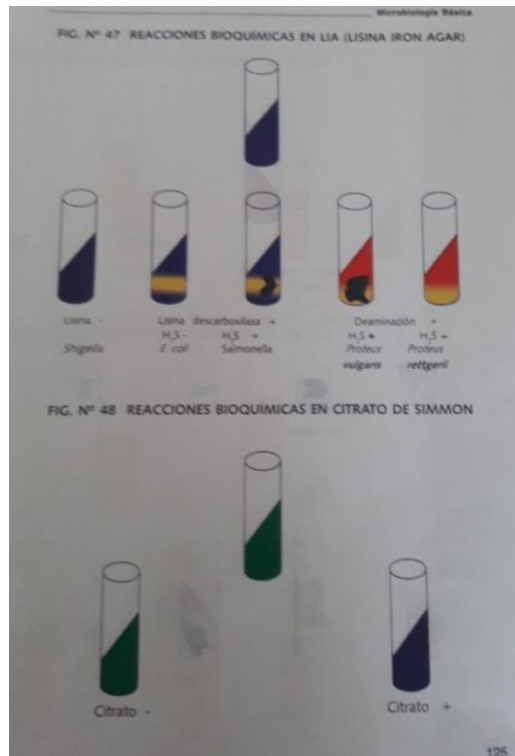 Microbiología Básica
FIG. Nº 47 REACCIONES BIOQUÍMICAS EN LIA (LISINA IRON AGAR)
Lisina - Lisina descarboxilasa + Deaminación +
H₂S - H₂S + H₂S + H₂S –
Shigella E. coli Salmonella Proteus Proteus
vulgaris rettgerii
FIG. Nº 48 REACCIONES BIOQUÍMICAS EN CITRATO DE SIMMON
Citrato - Citrato +
125